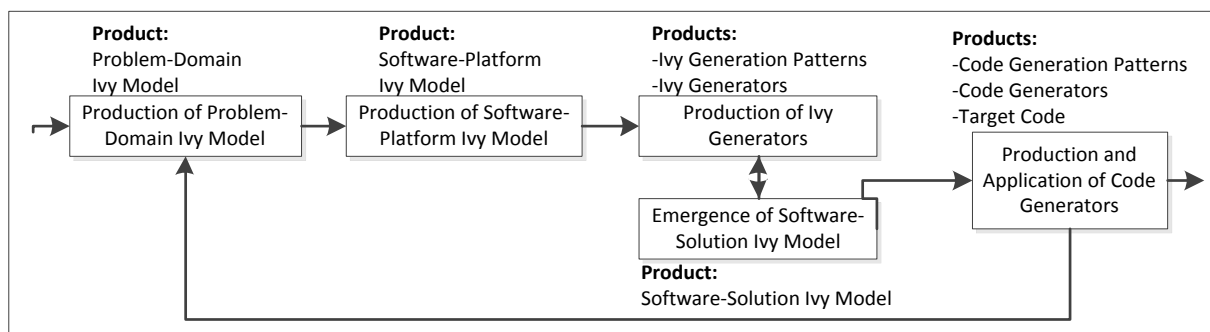 Product:
Problem-Domain
Ivy Model
Production of Problem-
Domain Ivy Model
Product:
Software-Platform
Ivy Model
Production of Software-
Platform Ivy Model
Products:
-Ivy Generation Patterns
-Ivy Generators
Production of Ivy
Generators
Emergence of Software-
Solution Ivy Model
Product:
Software-Solution Ivy Model
Products:
-Code Generation Patterns
-Code Generators
-Target Code
Production and
Application of Code
Generators